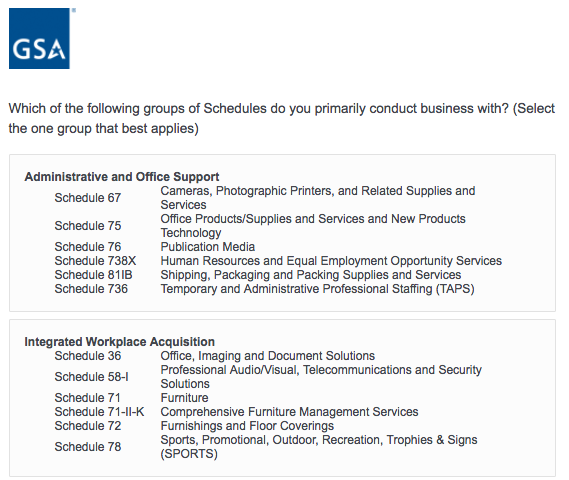 GSA
Which of the following groups of Schedules do you primarily conduct business with? (Select
the one group that best applies)
Administrative and Office Support
Schedule 67 Cameras, Photographic Printers, and Related Supplies and
Services
Schedule 75 Office Products/Supplies and Services and New Products
Technology
Schedule 76 Publication Media
Schedule 738X Human Resources and Equal Employment Opportunity Services
Schedule 81IB Shipping, Packaging and Packing Supplies and Services
Schedule 736 Temporary and Administrative Professional Staffing (TAPS)
Integrated Workplace Acquisition
Schedule 36 Office, Imaging and Document Solutions
Schedule 58-I Professional Audio/Visual, Telecommunications and Security
Solutions
Schedule 71 Furniture
Schedule 71-II-K Comprehensive Furniture Management Services
Schedule 72 Furnishings and Floor Coverings
Schedule 78 Sports, Promotional, Outdoor, Recreation, Trophies & Signs
(SPORTS)